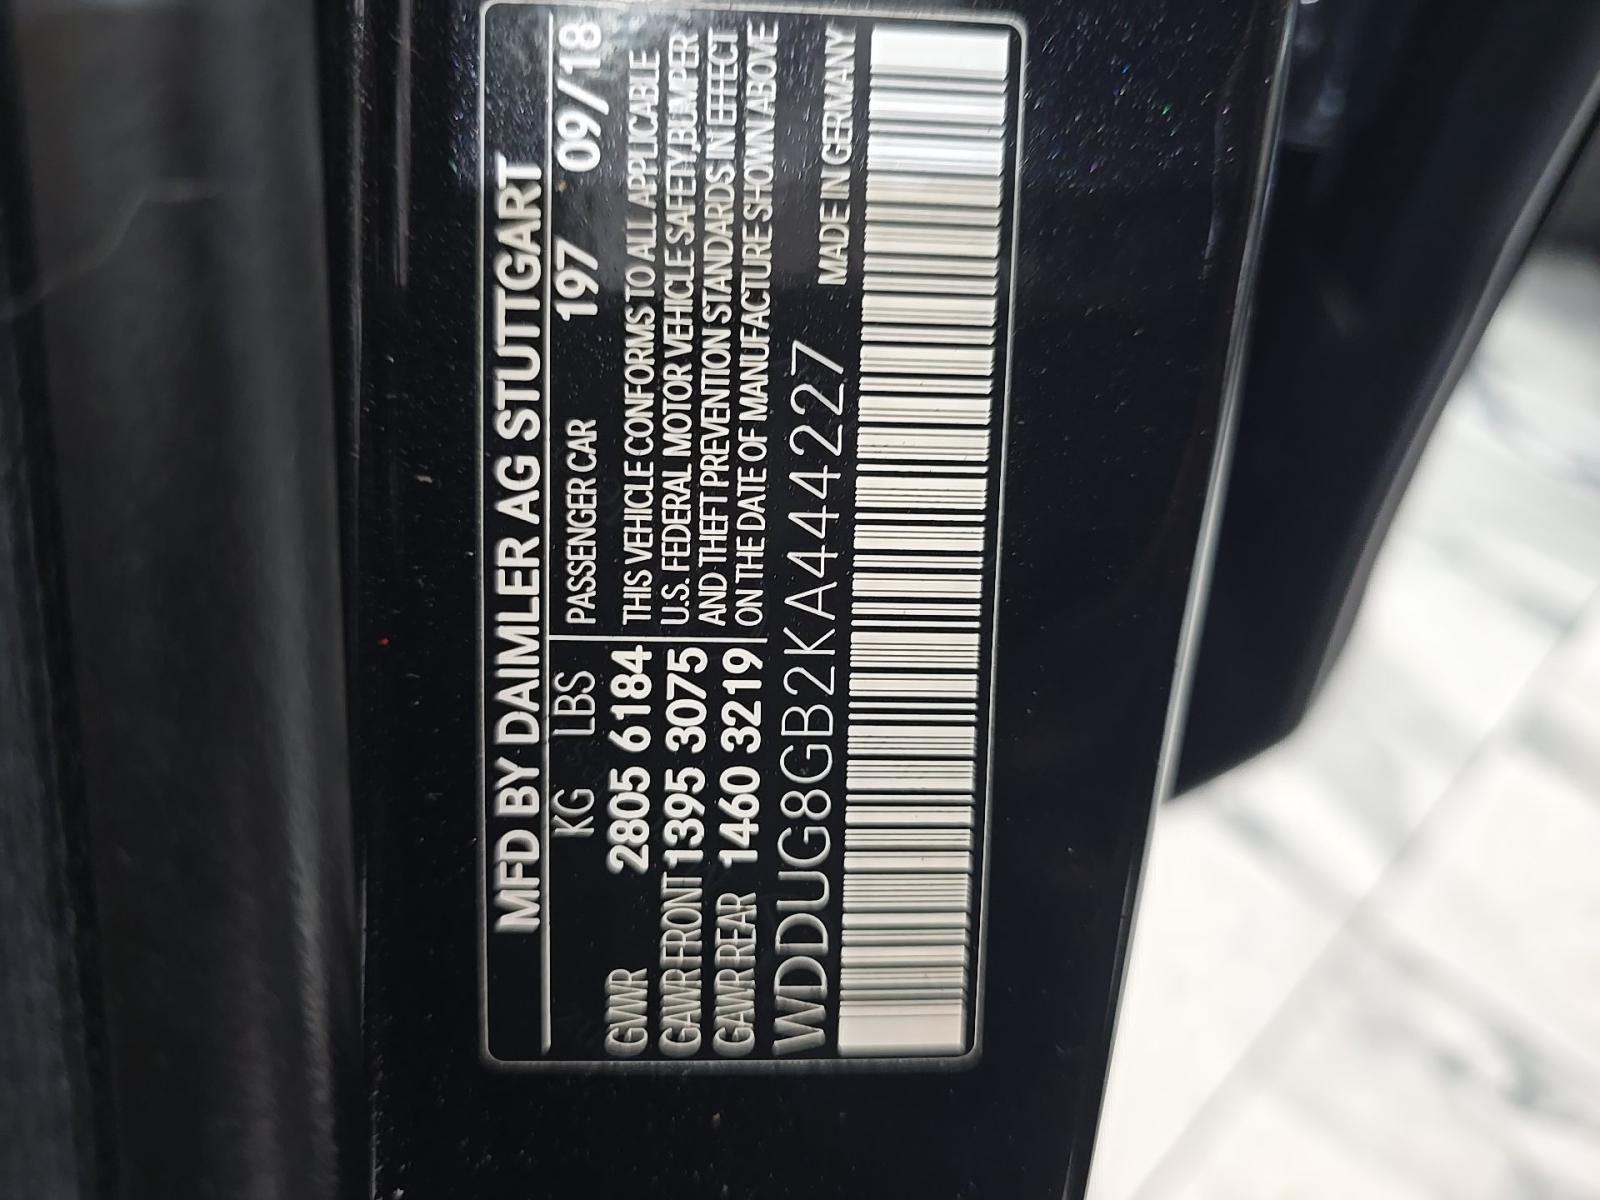 MFD BY DAIMLER AG STUTTGART
KG LBS PASSENGER CAR 197 09/18
GVWR 2805 6184 THIS VEHICLE CONFORMS TO ALL APPLICABLE
GAWR FRONT 1395 3075 U.S. FEDERAL MOTOR VEHICLE SAFETY,BUMPER
GAWR REAR 1460 3219 AND THEFT PREVENTION STANDARDS IN EFFECT
ON THE DATE OF MANUFACTURE SHOWN ABOVE
WDDUG8GB2KA444227 MADE IN GERMANY